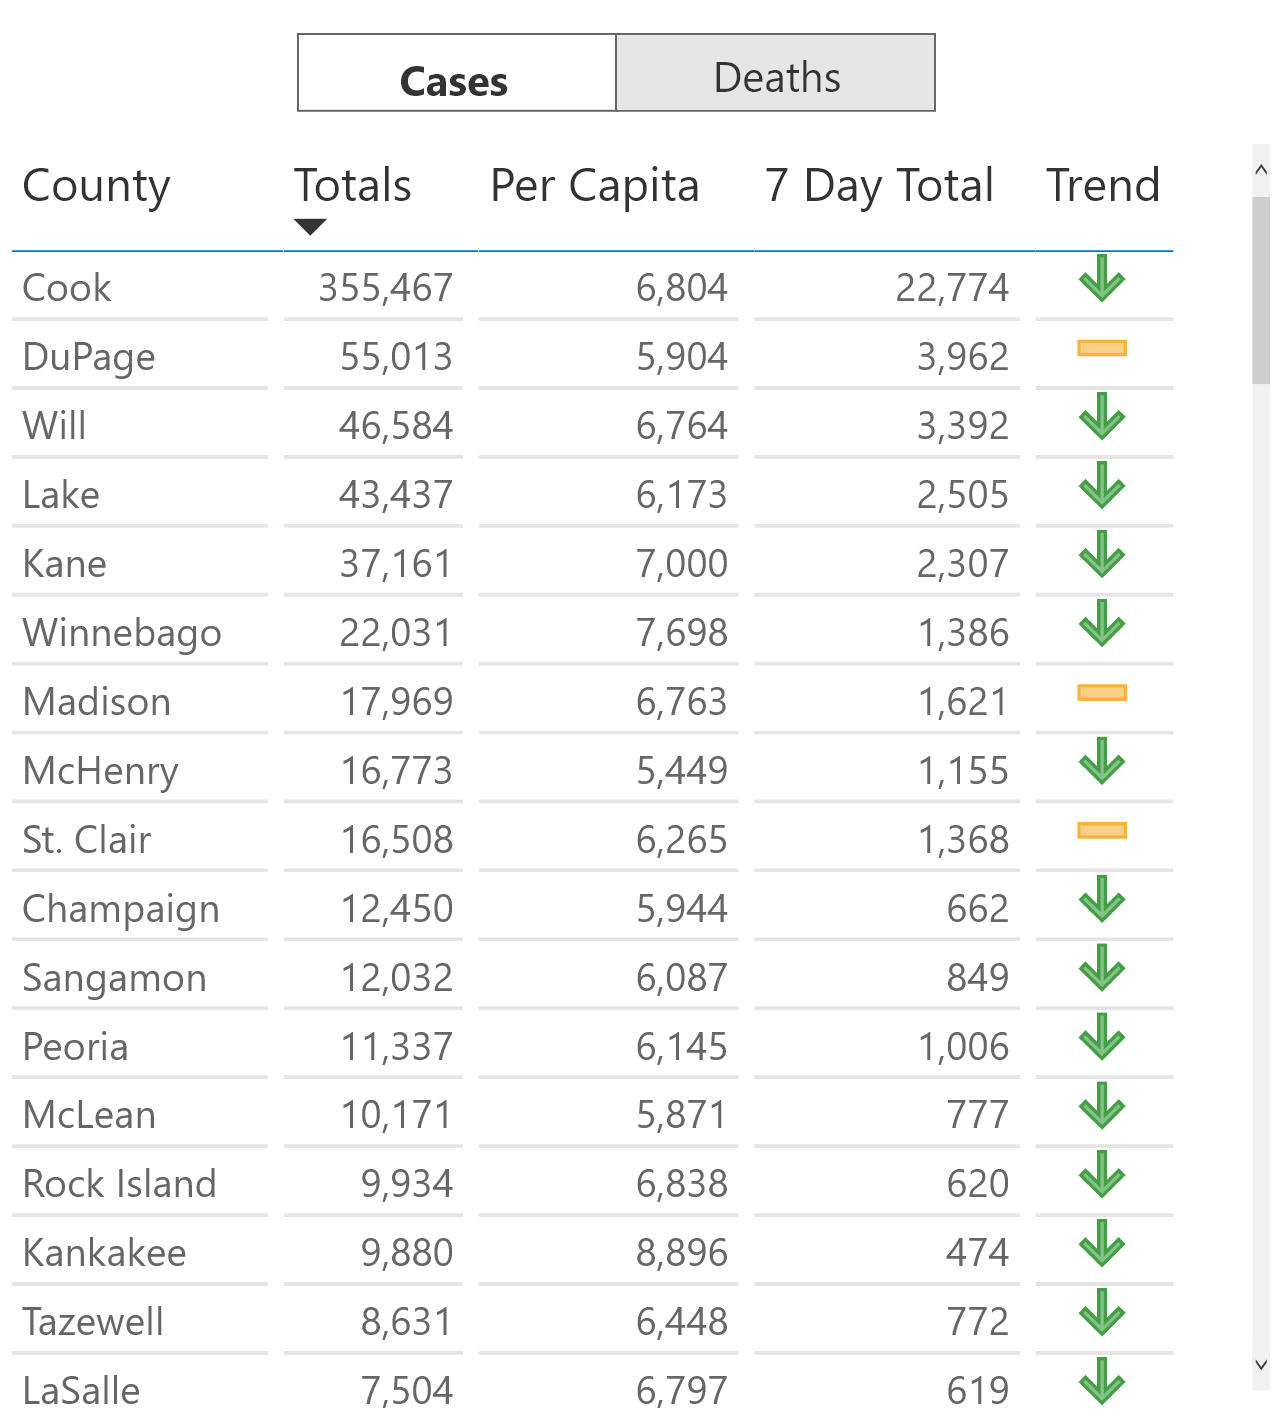 Cases Deaths
County Totals Per Capita 7 Day Total Trend
Cook 355,467 6,804 22,774
DuPage 55,013 5,904 3,962
Will 46,584 6,764 3,392
Lake 43,437 6,173 2,505
Kane 37,161 7,000 2,307
Winnebago 22,031 7,698 1,386
Madison 17,969 6,763 1,621
McHenry 16,773 5,449 1,155
St. Clair 16,508 6,265 1,368
Champaign 12,450 5,944 662
Sangamon 12,032 6,087 849
Peoria 11,337 6,145 1,006
McLean 10,171 5,871 777
Rock Island 9,934 6,838 620
Kankakee 9,880 8,896 474
Tazewell 8,631 6,448 772
LaSalle 7,504 6,797 619